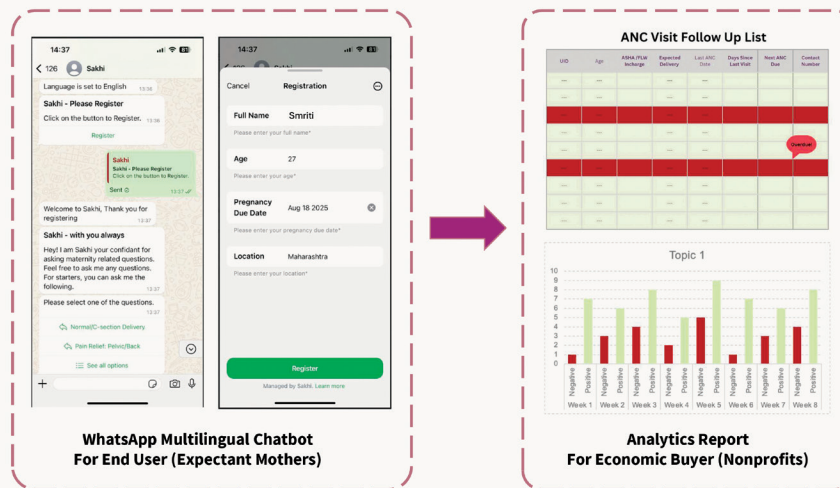 14:37
126
Sakhi
Language is set to English 13:36
Sakhi - Please Register
Click on the button to Register. 13:36
Register
Sakhi
Sakhi - Please Register
Click on the button to Register.
Sent
13:37
Welcome to Sakhi, Thank you for
registering
13:37
Sakhi - with you always
Hey! I am Sakhi your confidant for
asking maternity related questions.
Feel free to ask me any questions.
For starters, you can ask me the
following.
13:37
Please select one of the questions.
13:37
Normal/C-section Delivery
Pain Relief: Pelvic/Back
See all options
14:37
Cancel
Registration
Full Name Smriti
Please enter your full name*
Age 27
Please enter your age*
Pregnancy
Due Date Aug 18 2025
Please enter your pregnancy due date*
Location Maharashtra
Please enter your location*
Register
Managed by Sakhi. Learn more
WhatsApp Multilingual Chatbot
For End User (Expectant Mothers)
ANC Visit Follow Up List
UID Age ASHA /FLW Incharge Expected Delivery Last ANC Date Days Since Last Visit Next ANC Due Contact Number
Overdue!
Topic 1
10
9
8
7
6
5
4
3
2
1
0
Negative Positive Negative Positive Negative Positive Negative Positive Negative Positive Negative Positive Negative Positive Negative Positive
Week 1 Week 2 Week 3 Week 4 Week 5 Week 6 Week 7 Week 8
Analytics Report
For Economic Buyer (Nonprofits)